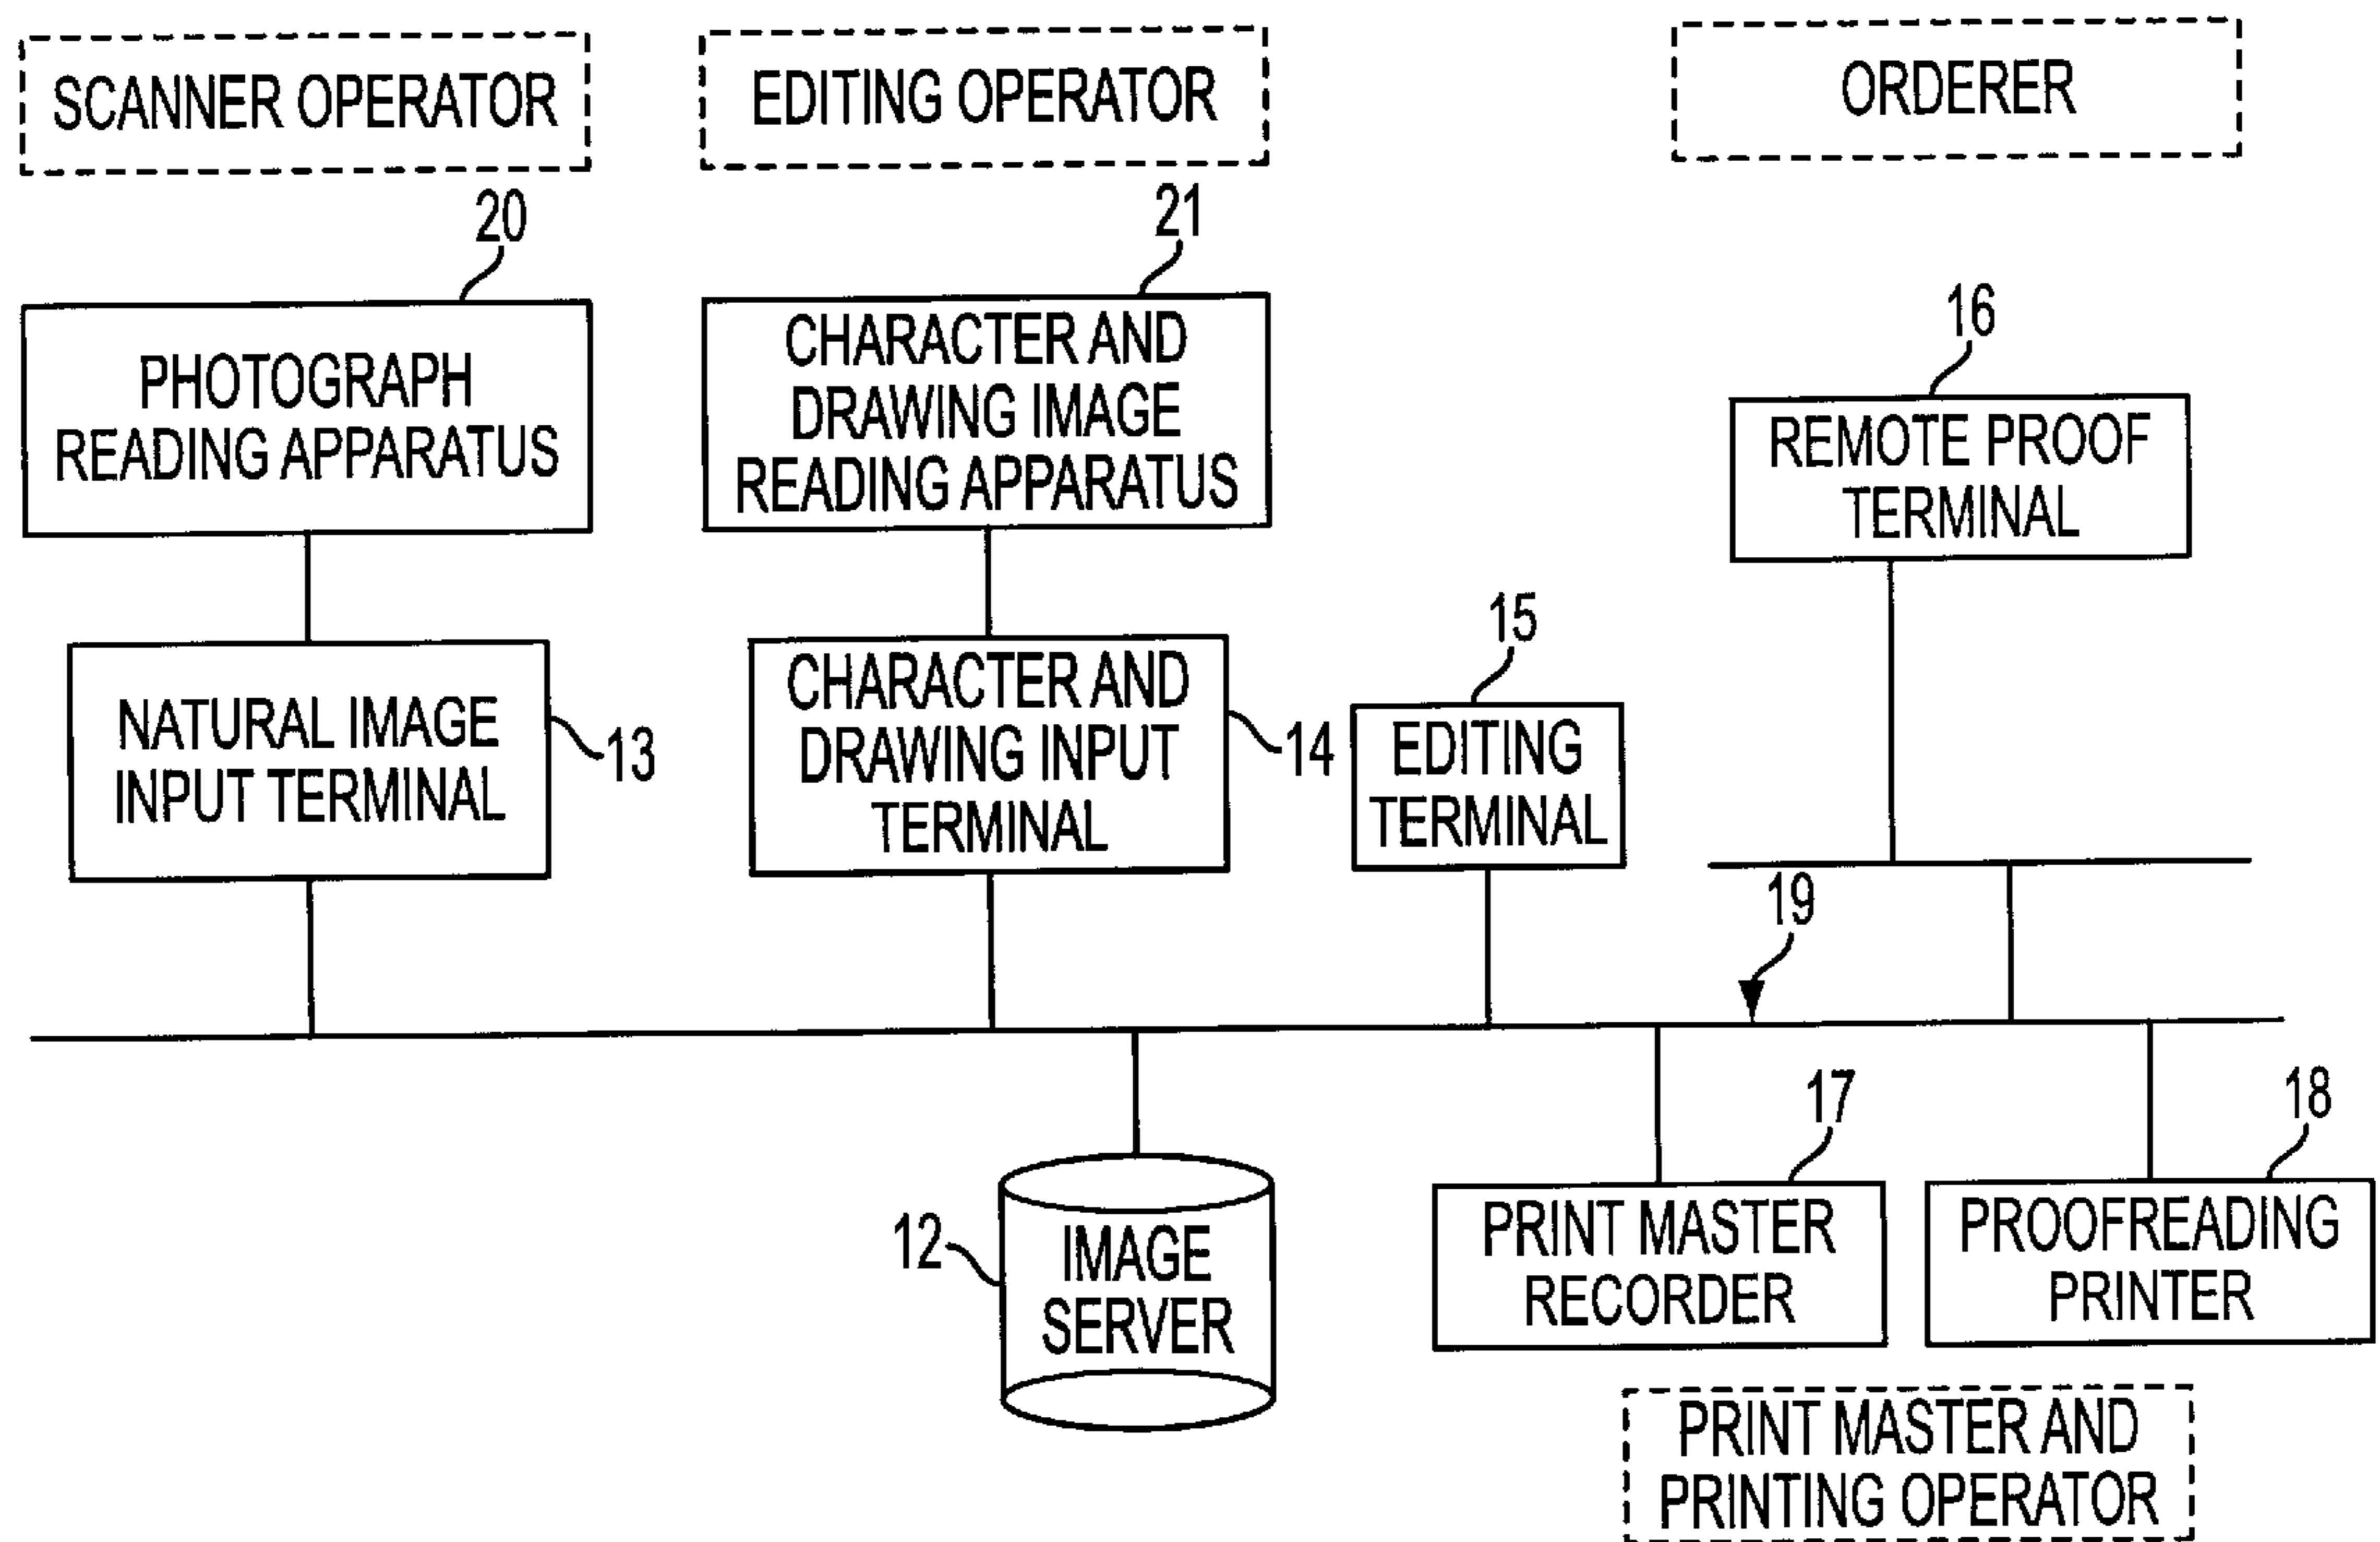 SCANNER OPERATOR
EDITING OPERATOR
ORDERER
20
21
16
PHOTOGRAPH
READING APPARATUS
CHARACTER AND
DRAWING IMAGE
READING APPARATUS
REMOTE PROOF
TERMINAL
NATURAL IMAGE
INPUT TERMINAL
13
CHARACTER AND
DRAWING INPUT
TERMINAL
14
15
EDITING
TERMINAL
19
12
IMAGE
SERVER
17
PRINT MASTER
RECORDER
18
PROOFREADING
PRINTER
PRINT MASTER AND
PRINTING OPERATOR